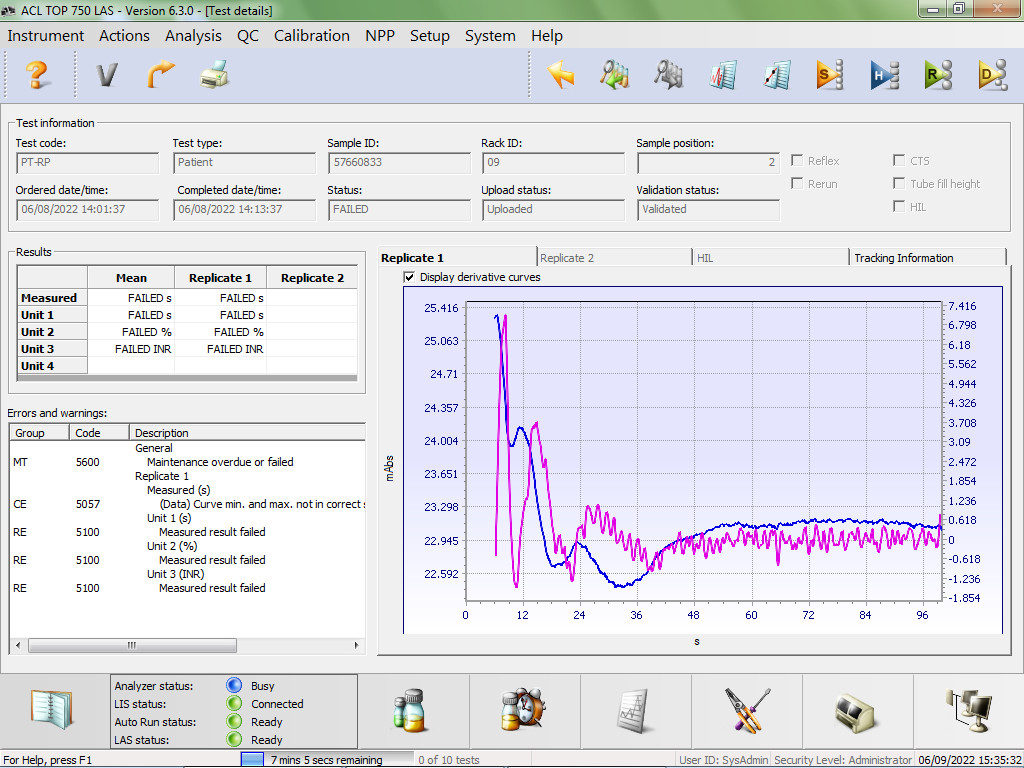 ACL TOP 750 LAS - Version 6.3.0 - [Test details]
Instrument Actions Analysis QC Calibration NPP Setup System Help
? V S H R D
Test information
Test code: Test type: Sample ID: Rack ID: Sample position:
PT-RP Patient 57660833 09 2 Reflex CTS
Rerun Tube fill height
Ordered date/time: Completed date/time: Status: Upload status: Validation status:
06/08/2022 14:01:37 06/08/2022 14:13:37 FAILED Uploaded Validated HIL
Results
Mean Replicate 1 Replicate 2
Measured FAILED s FAILED s
Unit 1 FAILED s FAILED s
Unit 2 FAILED % FAILED %
Unit 3 FAILED INR FAILED INR
Unit 4
Errors and warnings:
Group Code Description
General
MT 5600 Maintenance overdue or failed
Replicate 1
Measured (s)
CE 5057 (Data) Curve min. and max. not in correct
Unit 1 (s)
RE 5100 Measured result failed
Unit 2 (%)
RE 5100 Measured result failed
Unit 3 (INR)
RE 5100 Measured result failed
Replicate 1 Replicate 2 HIL Tracking Information
Display derivative curves
25.416
25.063
24.71
24.357
24.004
23.651
23.298
22.945
22.592
mAbs
7.416
6.798
6.18
5.562
4.944
4.326
3.708
3.09
2.472
1.854
1.236
0.618
0
-0.618
-1.236
-1.854
0 12 24 36 48 60 72 84 96
s
Analyzer status: Busy
LIS status: Connected
Auto Run status: Ready
LAS status: Ready
For Help, press F1 7 mins 5 secs remaining 0 of 10 tests User ID: SysAdmin Security Level: Administrator 06/09/2022 15:35:32